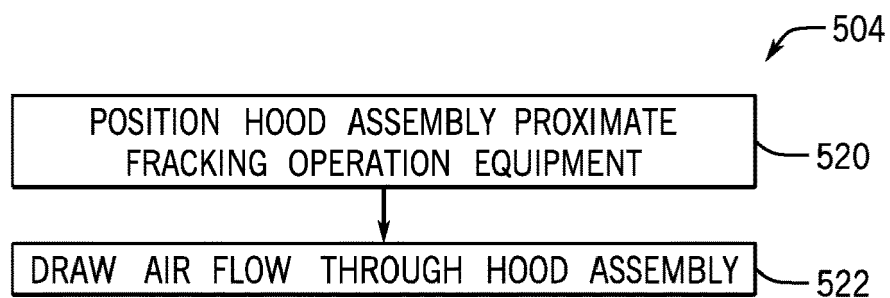 504
POSITION HOOD ASSEMBLY PROXIMATE
FRACKING OPERATION EQUIPMENT
520
DRAW AIR FLOW THROUGH HOOD ASSEMBLY
522